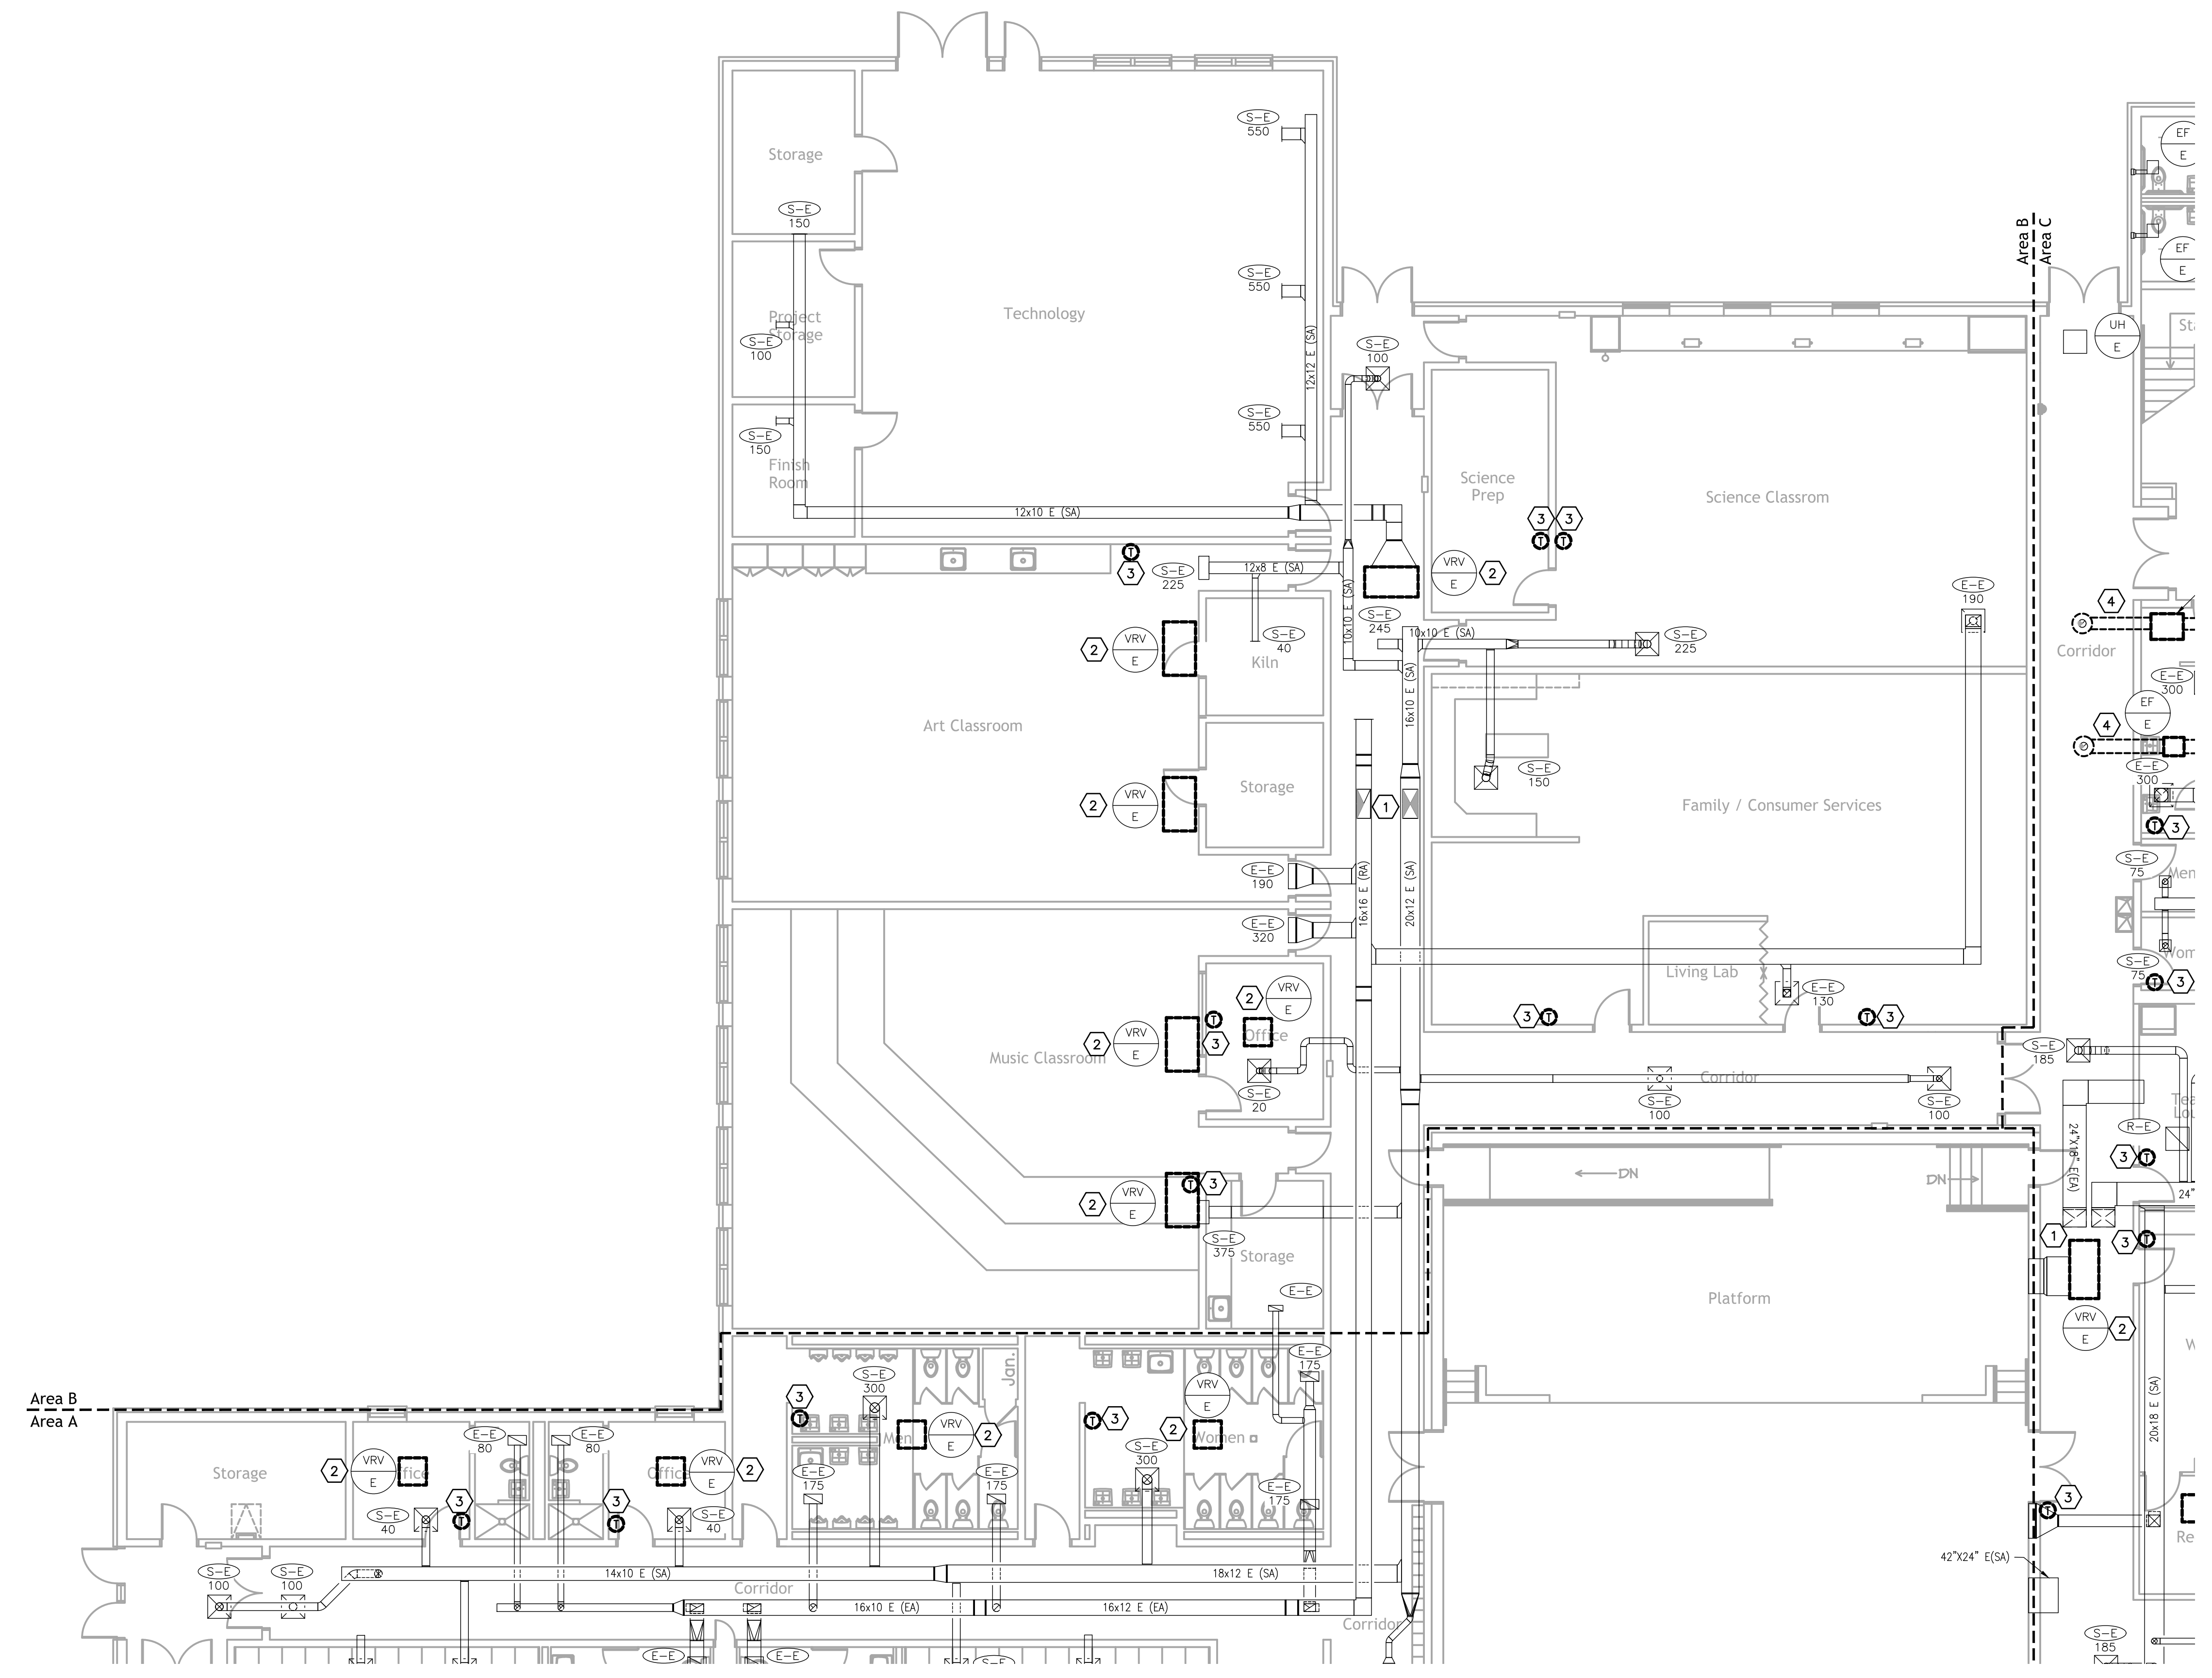 S-E
550
EF
E
Storage
S-E
150
Area B
Area C
EF
E
S-E
550
Technology
Project
Storage
S-E
100
12x12 E (SA)
S-E
100
UH
E
S-E
550
S-E
150
Finish
Room
Science
Prep
Science Classrom
12x10 E (SA)
3
3
T
T
T
3
S-E
225
12x8 E (SA)
10x10 E (SA)
VRV
E
2
E-E
190
4
S-E
245
10x10 E (SA)
S-E
225
S-E
40
Kiln
2
VRV
E
Corridor
E-E
300
16x10 E (SA)
Art Classroom
EF
E
4
S-E
150
E-E
300
2
VRV
E
Storage
1
Family / Consumer Services
T
3
E-E
190
16x16 E (RA)
20x12 E (SA)
S-E
75
E-E
320
S-E
75
T
3
Living Lab
E-E
130
2
VRV
E
3
T
T
3
T
3
Office
2
VRV
E
Music Classroom
S-E
185
S-E
20
Corridor
S-E
100
S-E
100
R-E
24"X18" E(EA)
3
T
DN
DN
2
VRV
E
T
3
24"
S-E
375
Storage
1
3
T
E-E
Platform
VRV
E
2
E-E
175
Jan.
S-E
300
3
T
VRV
E
T
3
2
Men
VRV
E
2
Women
20x18 E (SA)
Area B
Area A
E-E
80
E-E
80
S-E
300
Storage
2
VRV
E
Office
VRV
E
2
E-E
175
E-E
175
E-E
175
S-E
40
3
T
3
T
S-E
40
3
T
42"X24" E(SA)
S-E
100
S-E
100
14x10 E (SA)
18x12 E (SA)
Corridor
16x10 E (EA)
16x12 E (EA)
Corridor
S-E
185
E-E
E-E
S-E